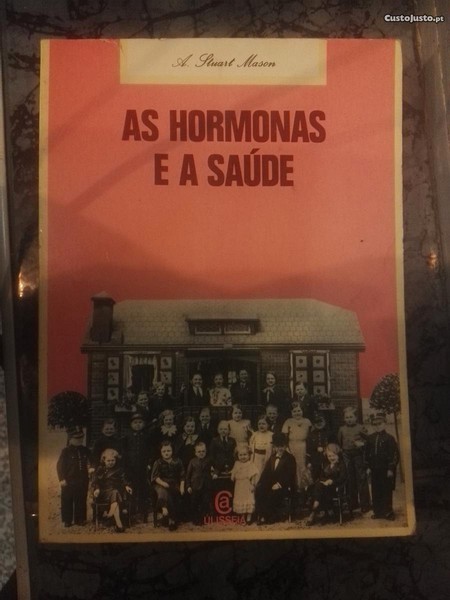 CustoJusto.pt
A. Stuart Mason
AS HORMONAS
E A SAÚDE
ULISSEIA